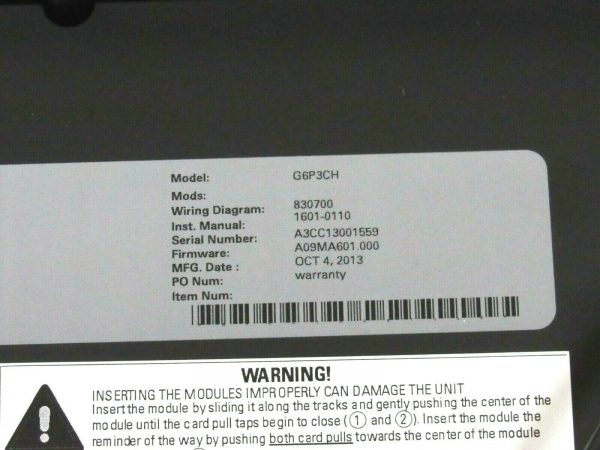 Model: G6P3CH
Mods:
Wiring Diagram: 830700
Inst. Manual: 1601-0110
Serial Number: A3CC13001559
Firmware: A09MA601.000
MFG. Date : OCT 4, 2013
PO Num: warranty
Item Num:
WARNING!
INSERTING THE MODULES IMPROPERLY CAN DAMAGE THE UNIT
Insert the module by sliding it along the tracks and gently pushing the center of the
module until the card pull taps begin to close (① and ②). Insert the module the
reminder of the way by pushing both card pulls towards the center of the module